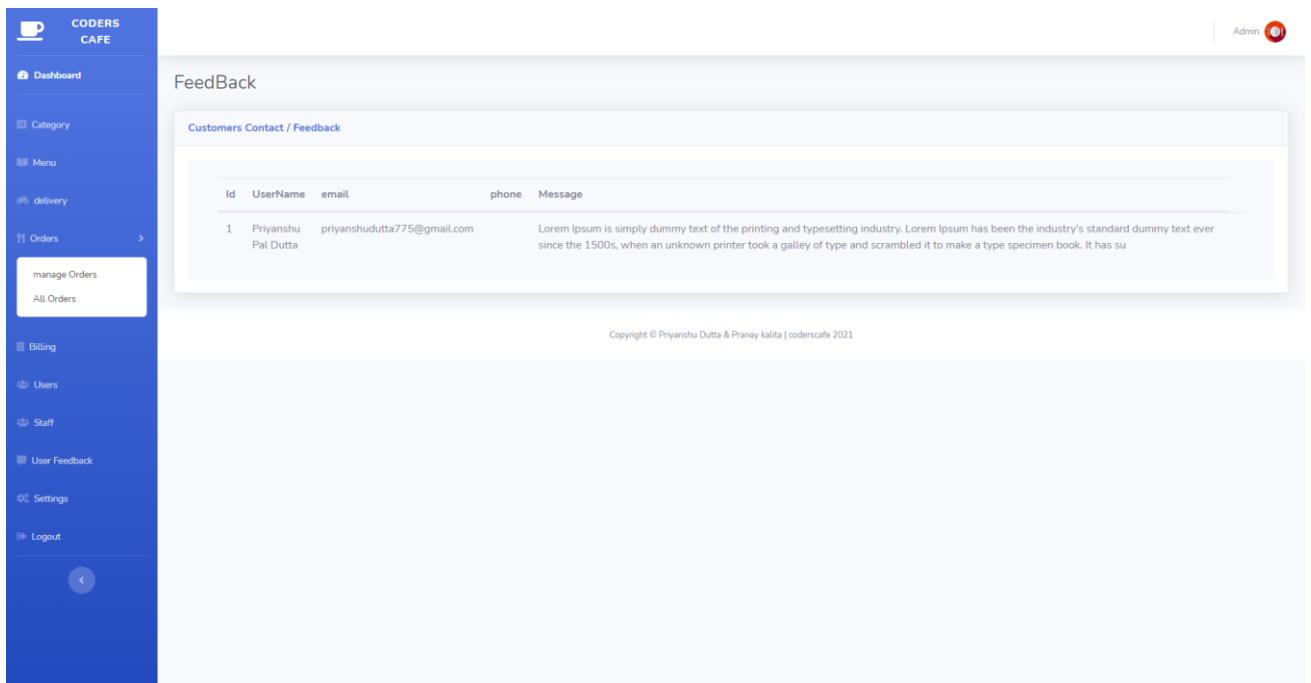 CODERS
CAFE
Admin
Dashboard
FeedBack
Category
Customers Contact / Feedback
Menu
Id UserName email phone Message
delivery
1 Priyanshu priyanshudutta775@gmail.com Lorem Ipsum is simply dummy text of the printing and typesetting industry. Lorem Ipsum has been the industry's standard dummy text ever
Pal Dutta since the 1500s, when an unknown printer took a galley of type and scrambled it to make a type specimen book. It has su
Orders
manage Orders
All Orders
Copyright © Priyanshu Dutta & Pranay kalita | coderscafe 2021
Billing
Users
Staff
User Feedback
Settings
Logout